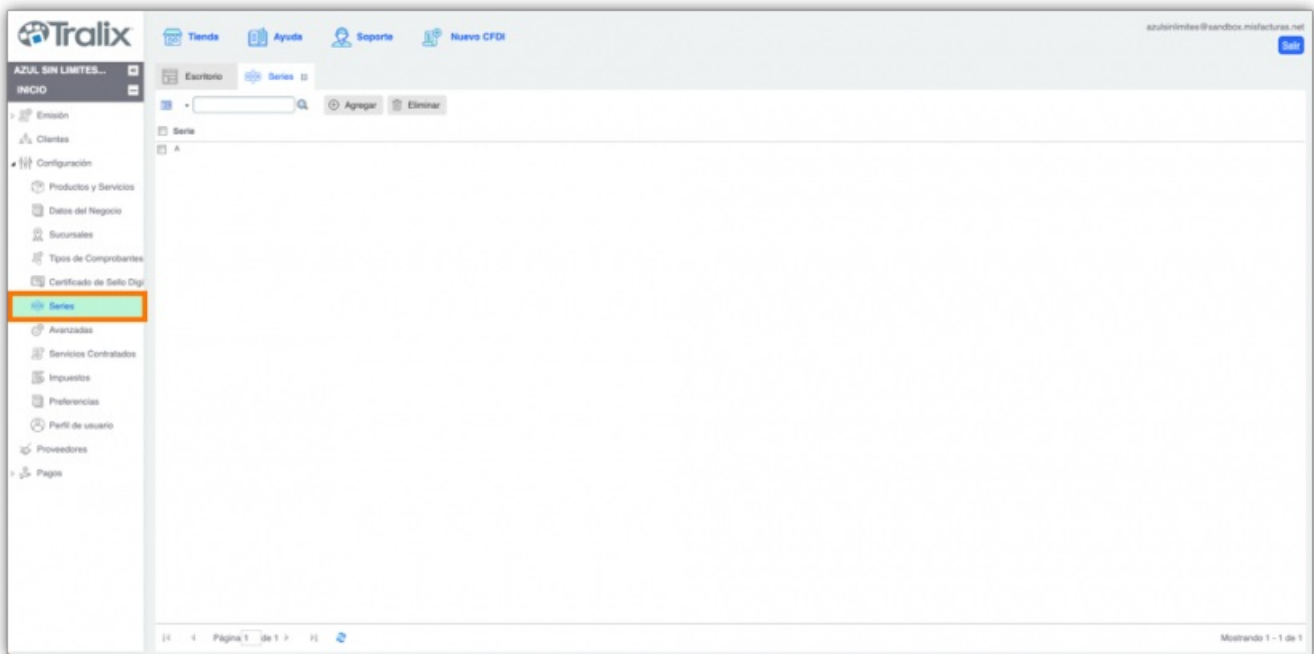 Tralix
Tienda Ayuda Soporte Nuevo CFDI
azulsinlimites@sandbox.misfacturas.net
Salir
AZUL SIN LIMITES...
INICIO
Escritorio Series
Agregar Eliminar
Serie
A
Emisión
Clientes
Configuración
Productos y Servicios
Datos del Negocio
Sucursales
Tipos de Comprobantes
Certificado de Sello Digi
Series
Avanzadas
Servicios Contratados
Impuestos
Preferencias
Perfil de usuario
Proveedores
Pagos
Página 1 de 1
Mostrando 1 - 1 de 1